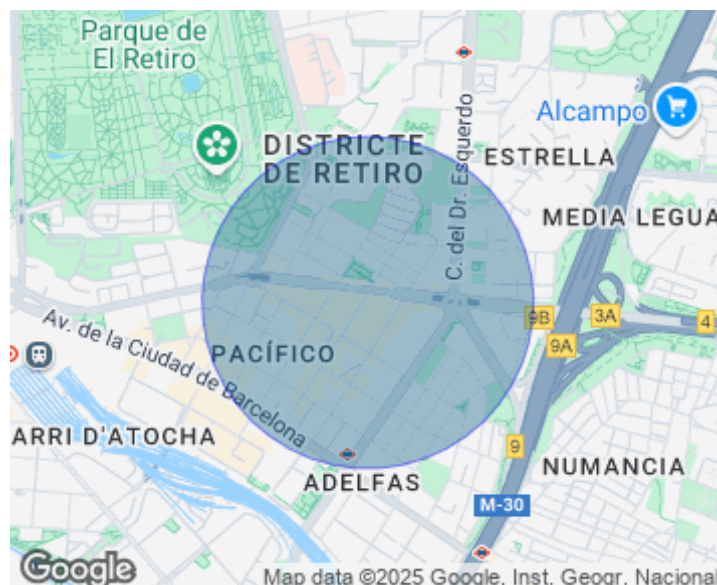 Parque de
El Retiro
Alcampo
DISTRICTE
DE RETIRO
ESTRELLA
C. del Dr. Esquerdo
MEDIA LEGUA
9B
3A
41
9A
Av. de la Ciudad de Barcelona
PACÍFICO
ARRI D'ATOCHA
9
NUMANCIA
ADELFAS
M-30
Google
Map data ©2025 Google, Inst. Geogr. Nacional